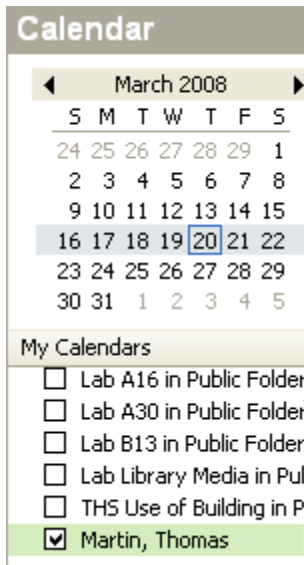 Calendar
March 2008
S M T W T F S
24 25 26 27 28 29 1
2 3 4 5 6 7 8
9 10 11 12 13 14 15
16 17 18 19 20 21 22
23 24 25 26 27 28 29
30 31 1 2 3 4 5
My Calendars
Lab A16 in Public Folder
Lab A30 in Public Folder
Lab B13 in Public Folder
Lab Library Media in Pul
THS Use of Building in P
Martin, Thomas